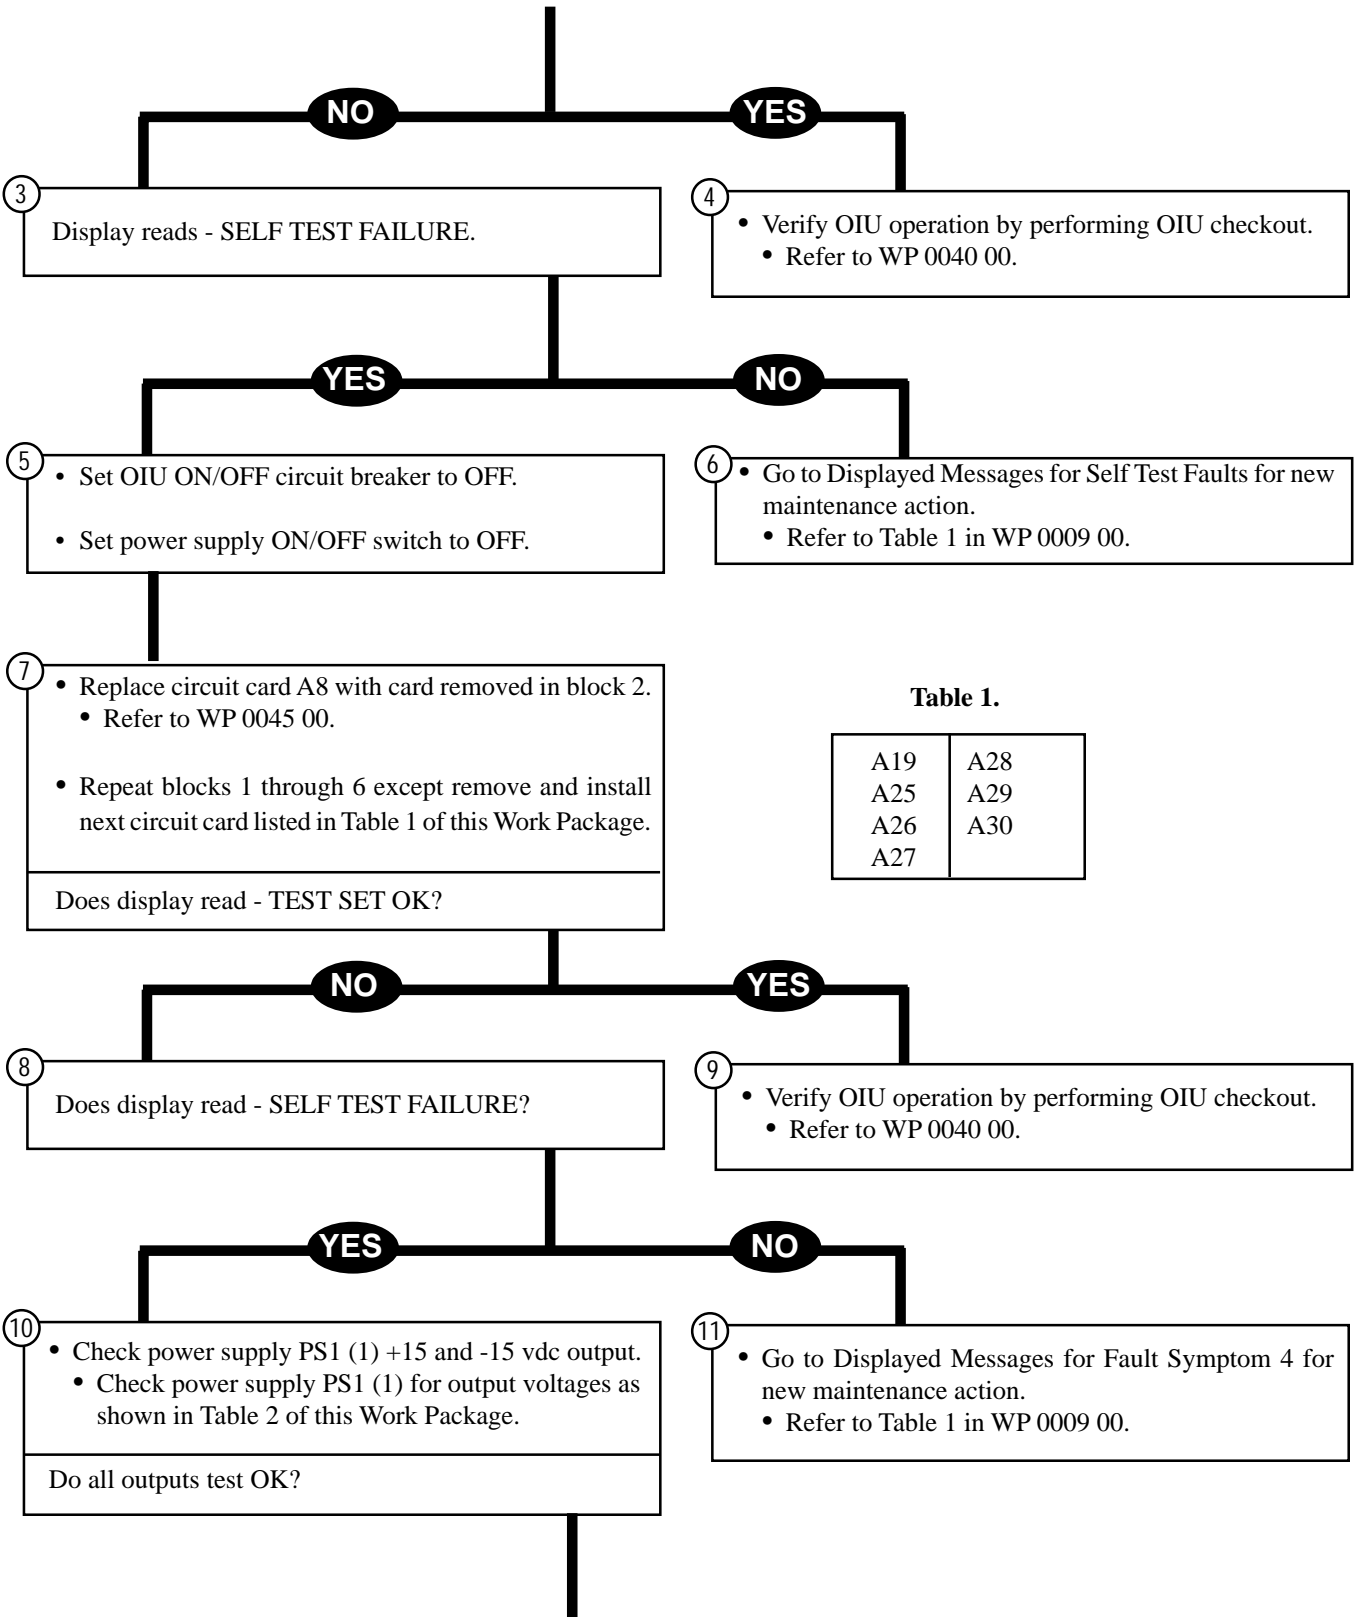 NO
YES
3
Display reads - SELF TEST FAILURE.
4
• Verify OIU operation by performing OIU checkout.
• Refer to WP 0040 00.
YES
NO
5
• Set OIU ON/OFF circuit breaker to OFF.
• Set power supply ON/OFF switch to OFF.
6
• Go to Displayed Messages for Self Test Faults for new
maintenance action.
• Refer to Table 1 in WP 0009 00.
7
• Replace circuit card A8 with card removed in block 2.
• Refer to WP 0045 00.
• Repeat blocks 1 through 6 except remove and install
next circuit card listed in Table 1 of this Work Package.
Does display read - TEST SET OK?
Table 1.
A19 A28
A25 A29
A26 A30
A27
NO
YES
8
Does display read - SELF TEST FAILURE?
9
• Verify OIU operation by performing OIU checkout.
• Refer to WP 0040 00.
YES
NO
10
• Check power supply PS1 (1) +15 and -15 vdc output.
• Check power supply PS1 (1) for output voltages as
shown in Table 2 of this Work Package.
Do all outputs test OK?
11
• Go to Displayed Messages for Fault Symptom 4 for
new maintenance action.
• Refer to Table 1 in WP 0009 00.